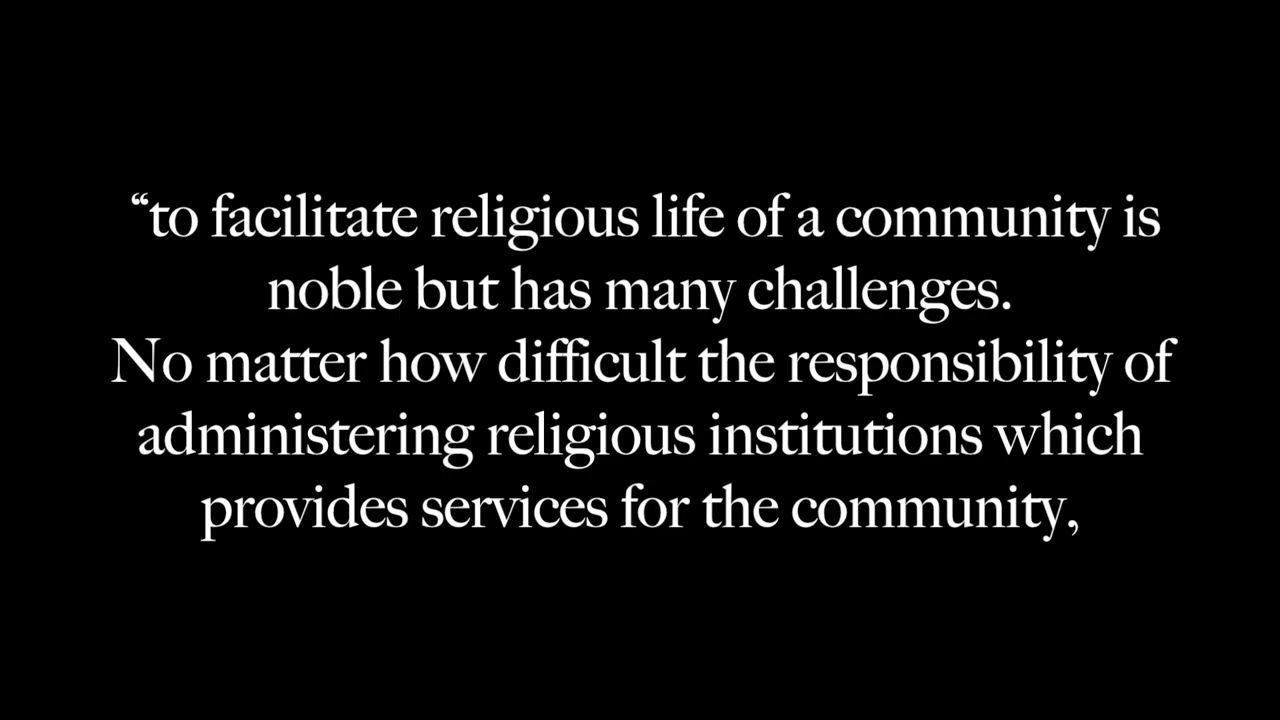 “to facilitate religious life of a community is
noble but has many challenges.
No matter how difficult the responsibility of
administering religious institutions which
provides services for the community,